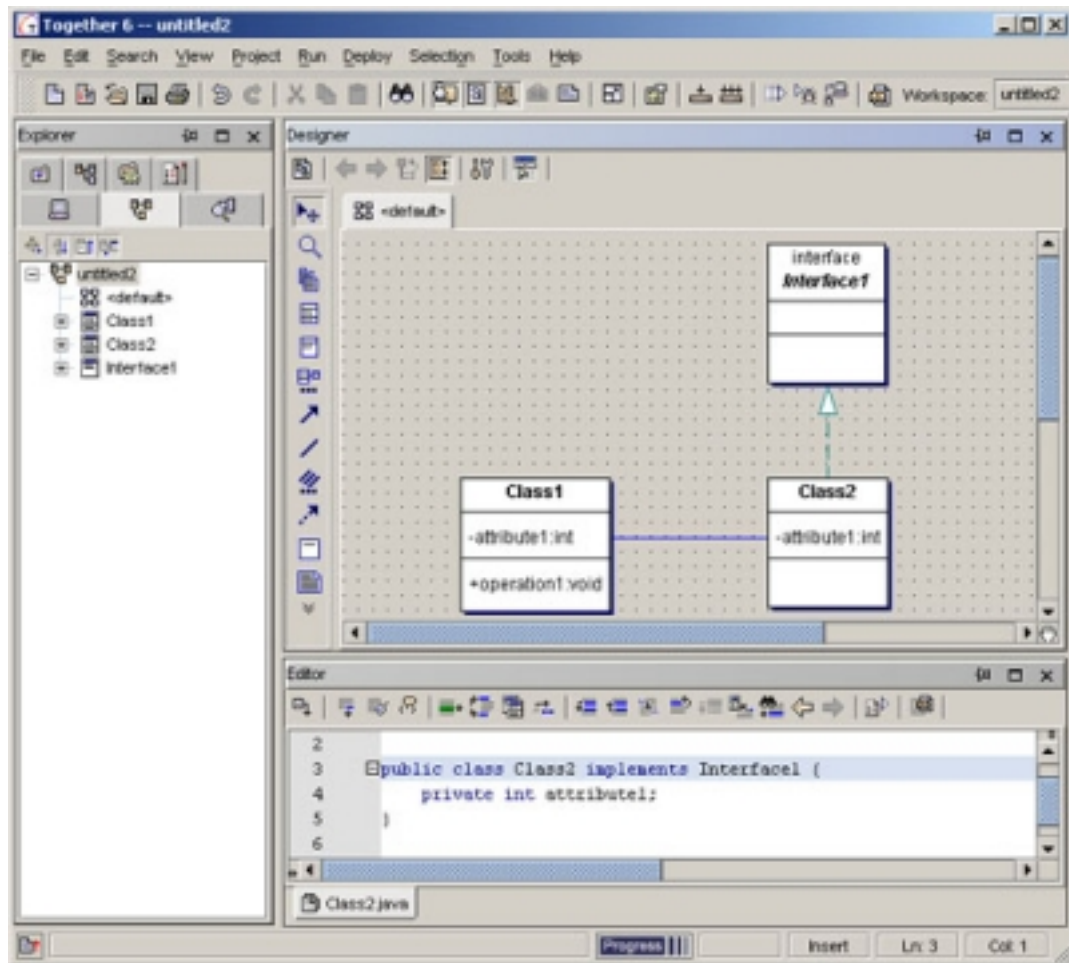 Together 6 -- untitled2
File Edit Search View Project Run Deploy Selection Tools Help
Workspace: untitled2
Explorer
untitled2
<default>
Class1
Class2
Interface1
Designer
<default>
interface
Interface1
Class1
-attribute1:int
+operation1:void
Class2
-attribute1:int
Editor
2
3 public class Class2 implements Interface1 {
4 private int attribute1;
5 }
6
Class2.java
Progress
Insert
Ln: 3
Col: 1